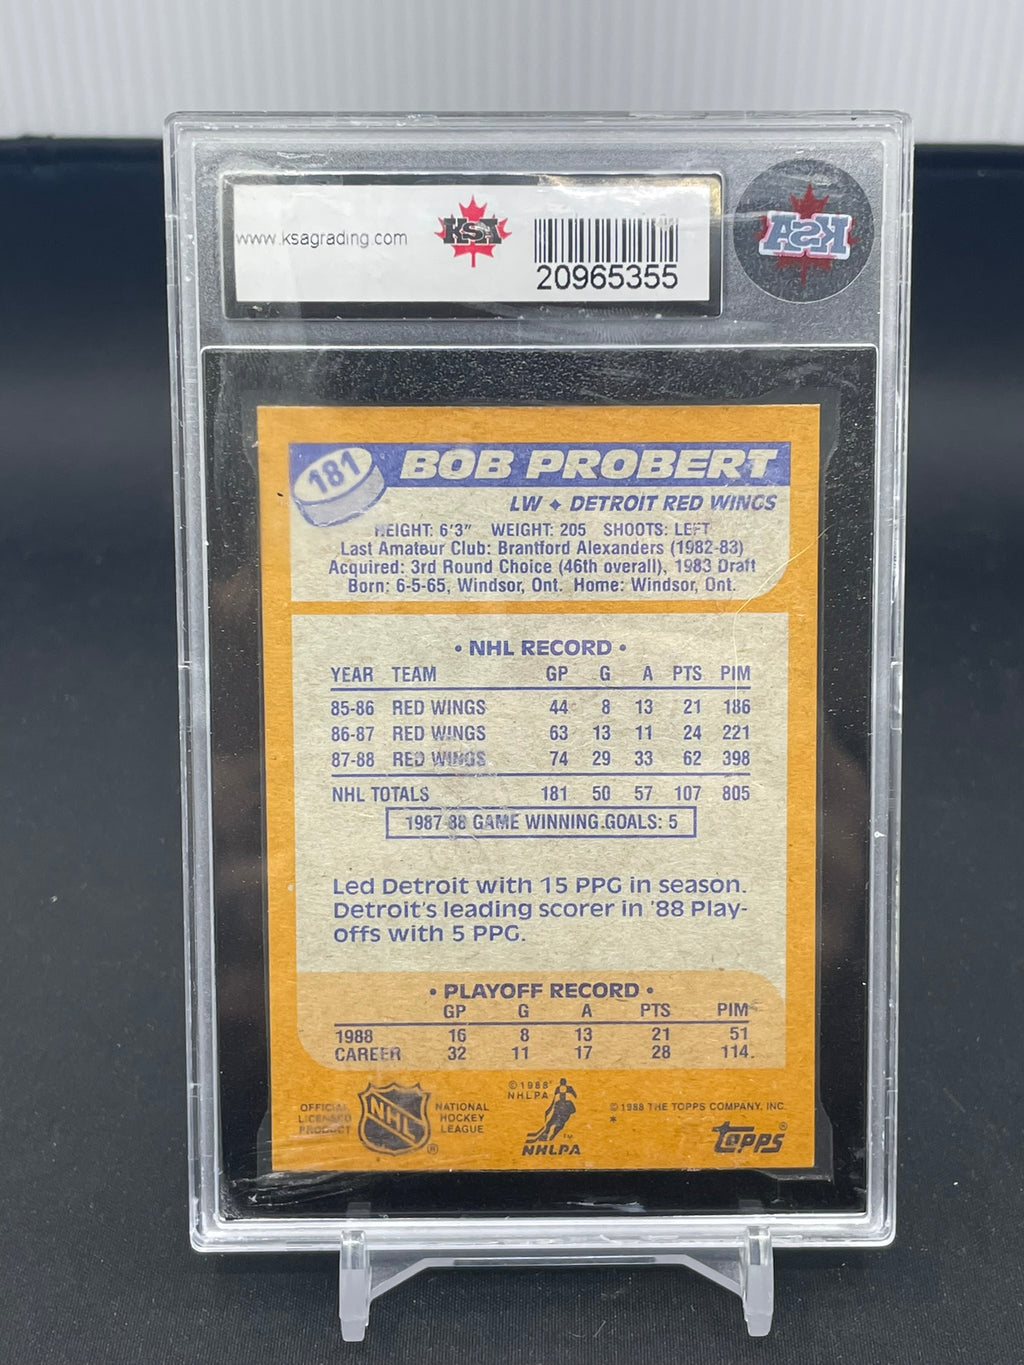 www.ksagrading.com
KSA
20965355
KSA
181
BOB PROBERT
LW ✦ DETROIT RED WINGS
HEIGHT: 6'3" WEIGHT: 205 SHOOTS: LEFT
Last Amateur Club: Brantford Alexanders (1982-83)
Acquired: 3rd Round Choice (46th overall), 1983 Draft
Born: 6-5-65, Windsor, Ont. Home: Windsor, Ont.
• NHL RECORD •
YEAR TEAM GP G A PTS PIM
85-86 RED WINGS 44 8 13 21 186
86-87 RED WINGS 63 13 11 24 221
87-88 RED WINGS 74 29 33 62 398
NHL TOTALS 181 50 57 107 805
1987-88 GAME WINNING GOALS: 5
Led Detroit with 15 PPG in season.
Detroit's leading scorer in '88 Play-
offs with 5 PPG.
• PLAYOFF RECORD •
GP G A PTS PIM
1988 16 8 13 21 51
CAREER 32 11 17 28 114
OFFICIAL
LICENSED
PRODUCT
NHL
®
NATIONAL
HOCKEY
LEAGUE
© 1988
NHLPA
TM
NHLPA
© 1988 THE TOPPS COMPANY, INC.
*
TOPPS®